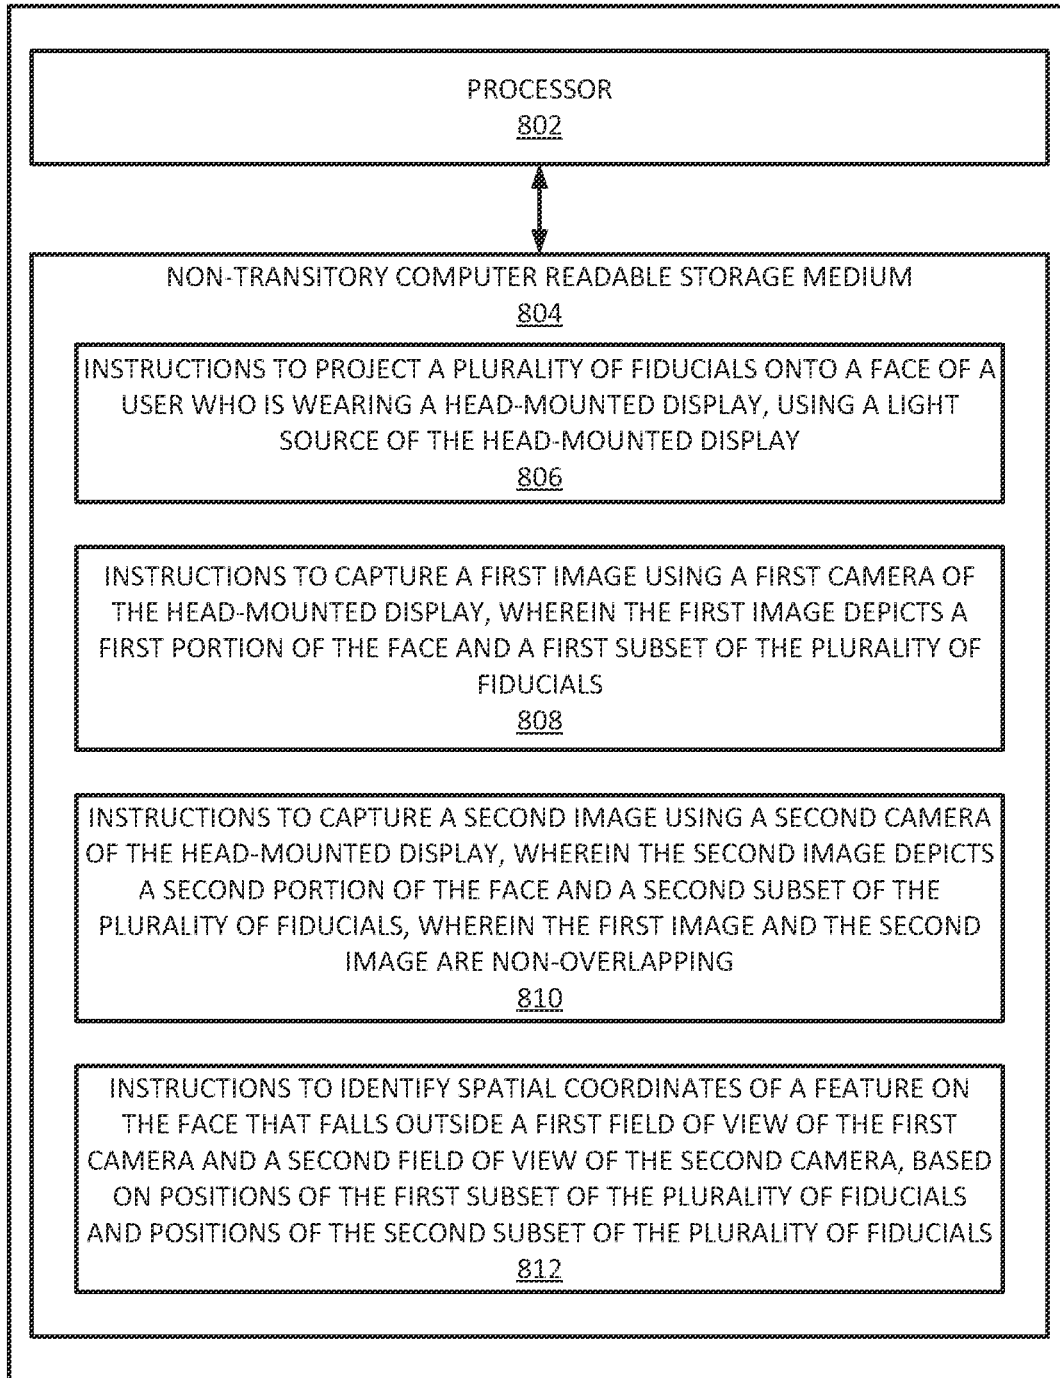 PROCESSOR
802
NON-TRANSITORY COMPUTER READABLE STORAGE MEDIUM
804
INSTRUCTIONS TO PROJECT A PLURALITY OF FIDUCIALS ONTO A FACE OF A
USER WHO IS WEARING A HEAD-MOUNTED DISPLAY, USING A LIGHT
SOURCE OF THE HEAD-MOUNTED DISPLAY
806
INSTRUCTIONS TO CAPTURE A FIRST IMAGE USING A FIRST CAMERA OF
THE HEAD-MOUNTED DISPLAY, WHEREIN THE FIRST IMAGE DEPICTS A
FIRST PORTION OF THE FACE AND A FIRST SUBSET OF THE PLURALITY OF
FIDUCIALS
808
INSTRUCTIONS TO CAPTURE A SECOND IMAGE USING A SECOND CAMERA
OF THE HEAD-MOUNTED DISPLAY, WHEREIN THE SECOND IMAGE DEPICTS
A SECOND PORTION OF THE FACE AND A SECOND SUBSET OF THE
PLURALITY OF FIDUCIALS, WHEREIN THE FIRST IMAGE AND THE SECOND
IMAGE ARE NON-OVERLAPPING
810
INSTRUCTIONS TO IDENTIFY SPATIAL COORDINATES OF A FEATURE ON
THE FACE THAT FALLS OUTSIDE A FIRST FIELD OF VIEW OF THE FIRST
CAMERA AND A SECOND FIELD OF VIEW OF THE SECOND CAMERA, BASED
ON POSITIONS OF THE FIRST SUBSET OF THE PLURALITY OF FIDUCIALS
AND POSITIONS OF THE SECOND SUBSET OF THE PLURALITY OF FIDUCIALS
812